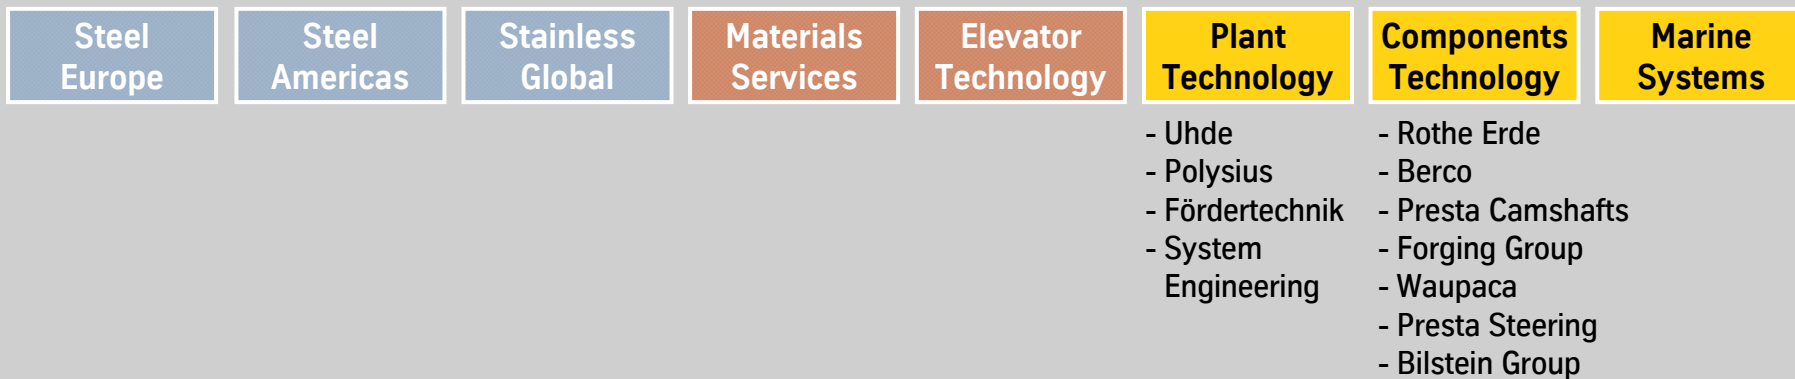 Steel
Europe
Steel
Americas
Stainless
Global
Materials
Services
Elevator
Technology
Plant
Technology
Components
Technology
Marine
Systems
- Uhde
- Polysius
- Fördertechnik
- System
Engineering
- Rothe Erde
- Berco
- Presta Camshafts
- Forging Group
- Waupaca
- Presta Steering
- Bilstein Group